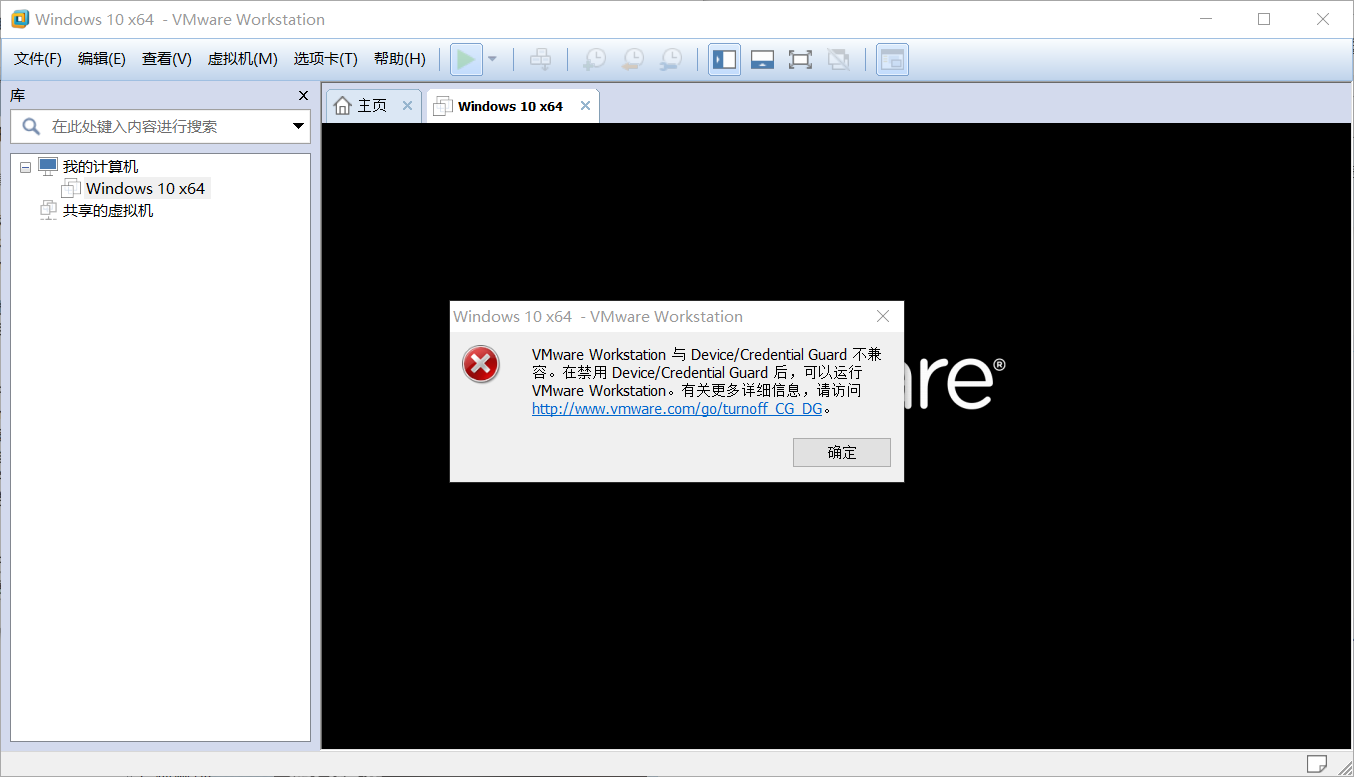 Windows 10 x64 - VMware Workstation
文件(F) 编辑(E) 查看(V) 虚拟机(M) 选项卡(T) 帮助(H)
库
在此处键入内容进行搜索
我的计算机
Windows 10 x64
共享的虚拟机
主页
Windows 10 x64
Windows 10 x64 - VMware Workstation
VMware Workstation 与 Device/Credential Guard 不兼
容。在禁用 Device/Credential Guard 后，可以运行
VMware Workstation。有关更多详细信息，请访问
http://www.vmware.com/go/turnoff_CG_DG。
确定
are®